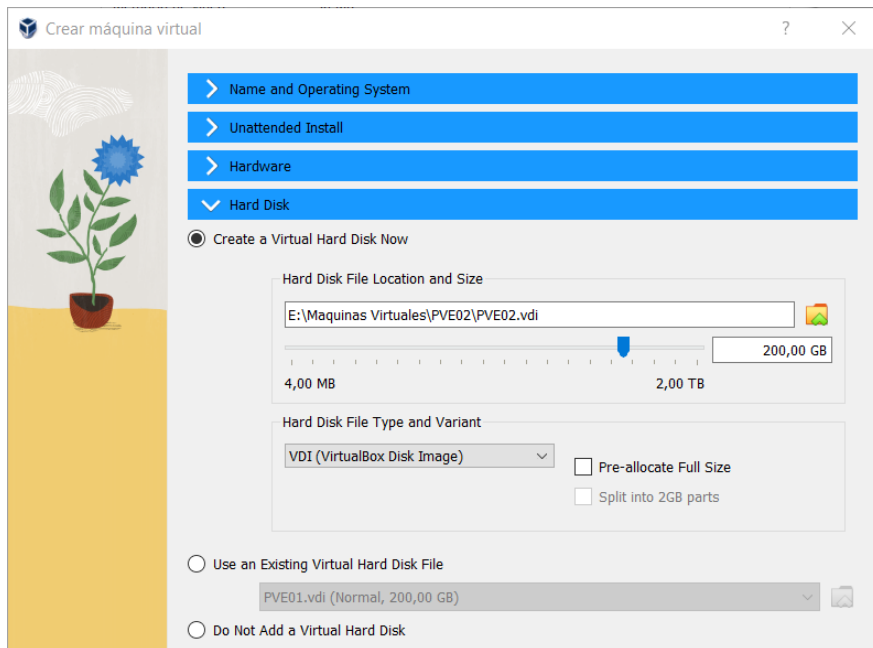 Crear máquina virtual
?
Name and Operating System
Unattended Install
Hardware
Hard Disk
Create a Virtual Hard Disk Now
Hard Disk File Location and Size
E:\Maquinas Virtuales\PVE02\PVE02.vdi
200,00 GB
4,00 MB 2,00 TB
Hard Disk File Type and Variant
VDI (VirtualBox Disk Image)
Pre-allocate Full Size
Split into 2GB parts
Use an Existing Virtual Hard Disk File
PVE01.vdi (Normal, 200,00 GB)
Do Not Add a Virtual Hard Disk